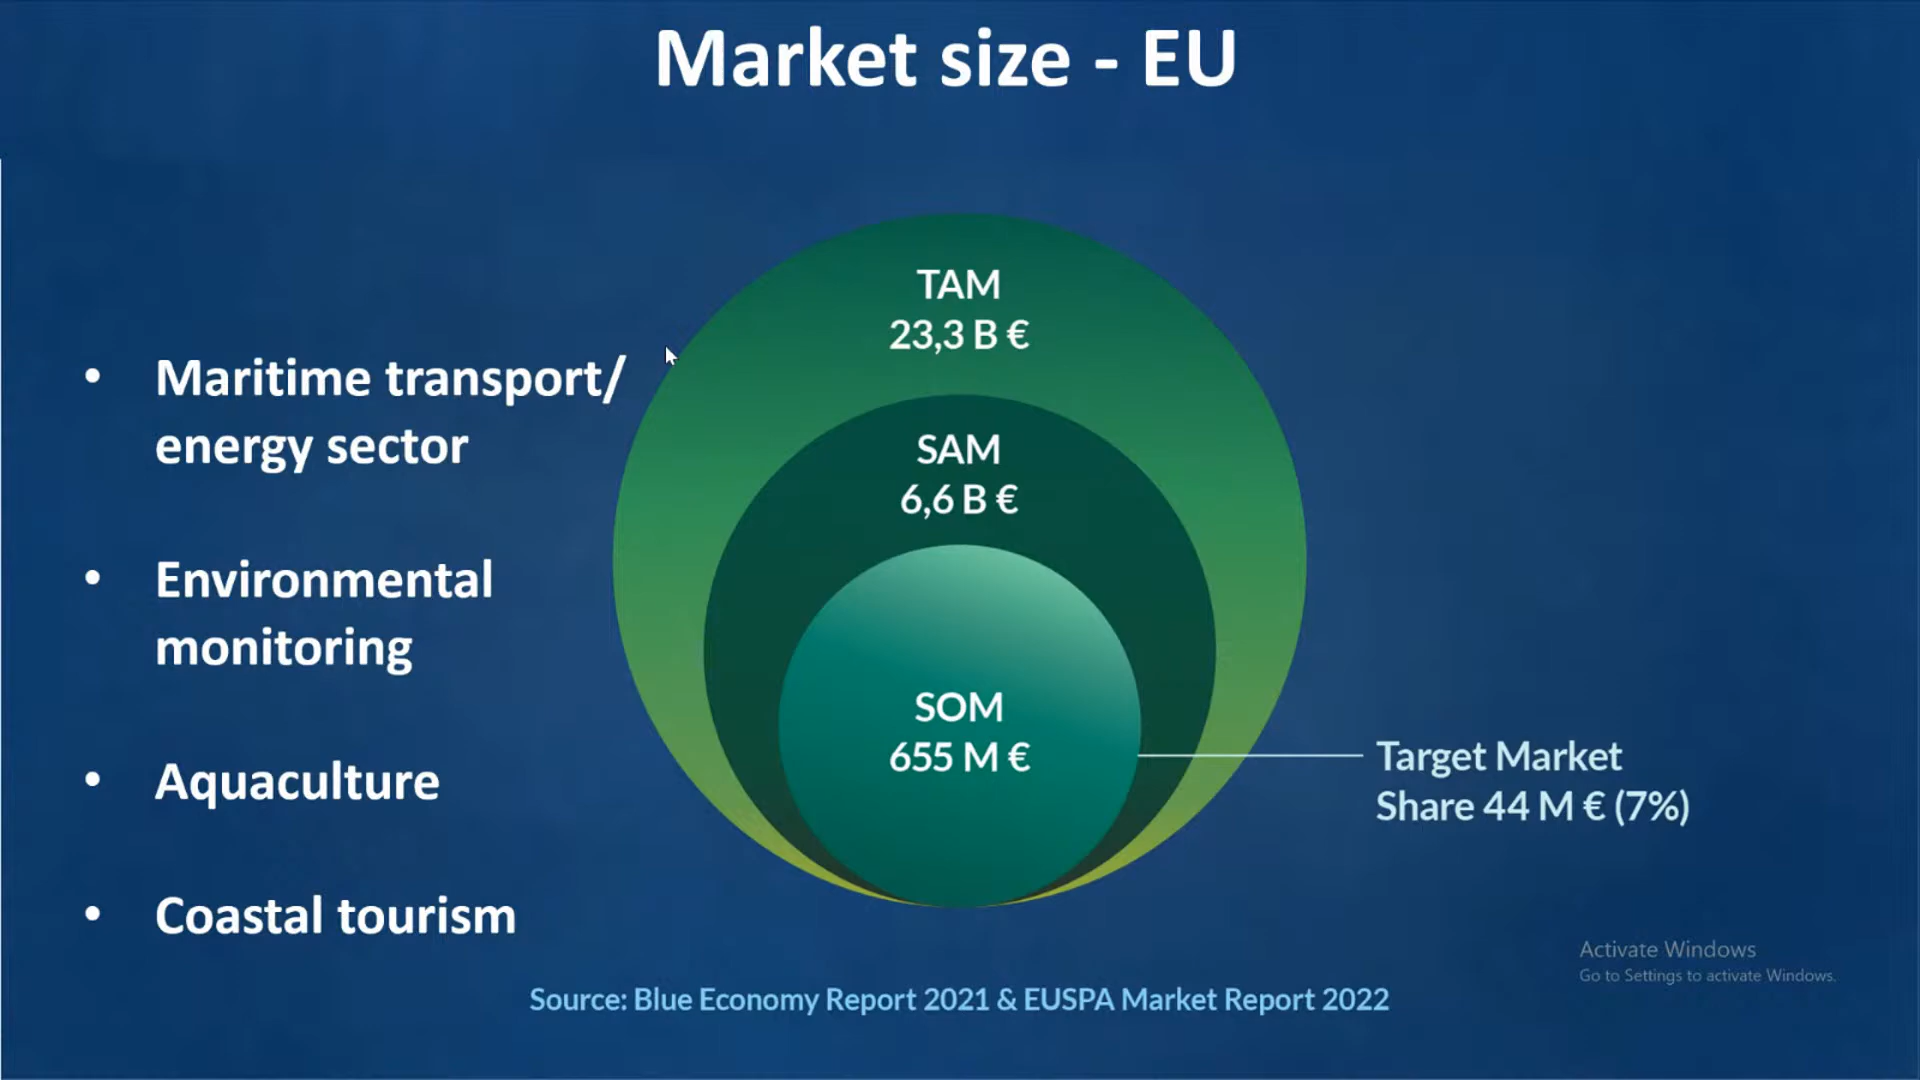 Market size - EU
• Maritime transport/
energy sector
• Environmental
monitoring
• Aquaculture
• Coastal tourism
TAM
23,3 B €
SAM
6,6 B €
SOM
655 M €
Target Market
Share 44 M € (7%)
Source: Blue Economy Report 2021 & EUSPA Market Report 2022
Activate Windows
Go to Settings to activate Windows.